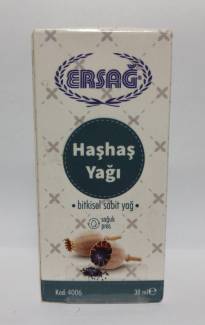 ERSAĞ
Haşhaş
Yağı
• bitkisel sabit yağ •
soğuk
pres
Kod: 4006
30 ml ℮